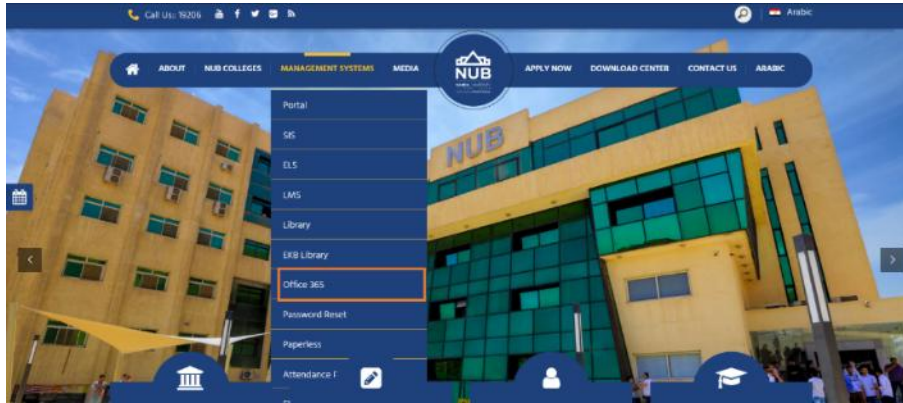 Call Us: 19206
Arabic
ABOUT
NUB COLLEGES
MANAGEMENT SYSTEMS
MEDIA
NUB
APPLY NOW
DOWNLOAD CENTER
CONTACT US
ARABIC
Portal
SIS
ELS
LMS
Library
EKB Library
Office 365
Password Reset
Paperless
Attendance
NUB